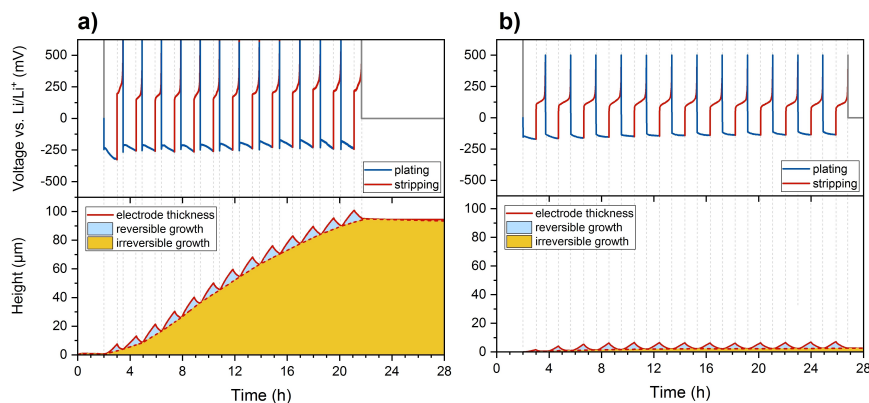 a)
Voltage vs. Li/Li⁺ (mV)
500
250
0
-250
-500
plating
stripping
Height (µm)
100
80
60
40
20
0
electrode thickness
reversible growth
irreversible growth
0 4 8 12 16 20 24 28
Time (h)
b)
500
250
0
-250
-500
plating
stripping
100
80
60
40
20
0
electrode thickness
reversible growth
irreversible growth
0 4 8 12 16 20 24 28
Time (h)